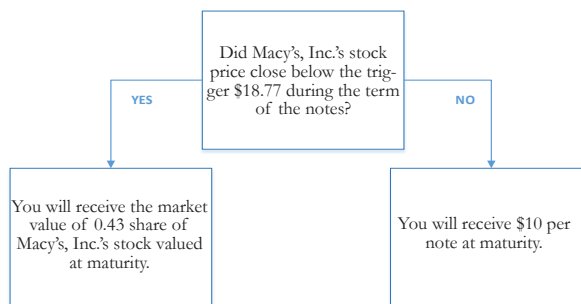 Did Macy’s, Inc.’s stock
price close below the trig-
ger $18.77 during the term
of the notes?
YES
NO
You will receive the market
value of 0.43 share of
Macy’s, Inc.’s stock valued
at maturity.
You will receive $10 per
note at maturity.